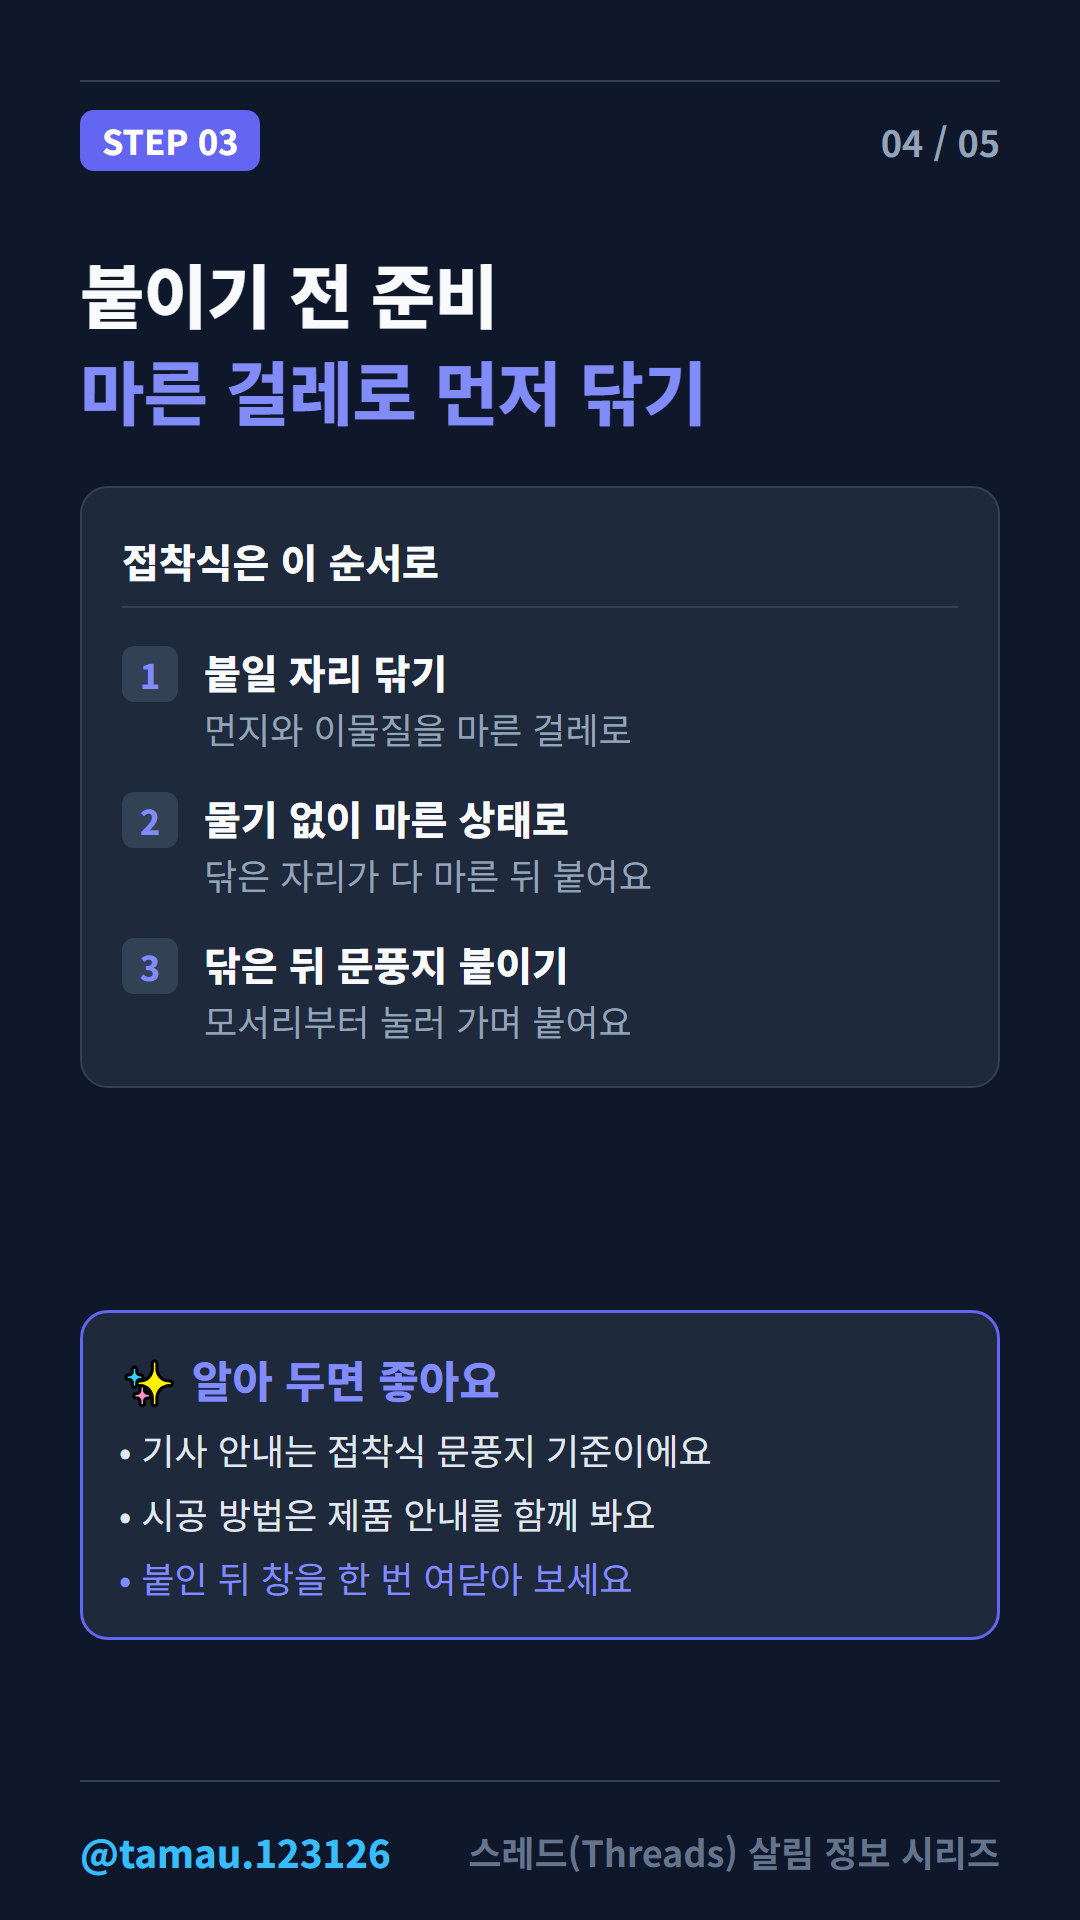 STEP 03
04 / 05
붙이기 전 준비
마른 걸레로 먼저 닦기
접착식은 이 순서로
1 붙일 자리 닦기
먼지와 이물질을 마른 걸레로
2 물기 없이 마른 상태로
닦은 자리가 다 마른 뒤 붙여요
3 닦은 뒤 문풍지 붙이기
모서리부터 눌러 가며 붙여요
✨ 알아 두면 좋아요
• 기사 안내는 접착식 문풍지 기준이에요
• 시공 방법은 제품 안내를 함께 봐요
• 붙인 뒤 창을 한 번 여닫아 보세요
@tamau.123126
스레드(Threads) 살림 정보 시리즈